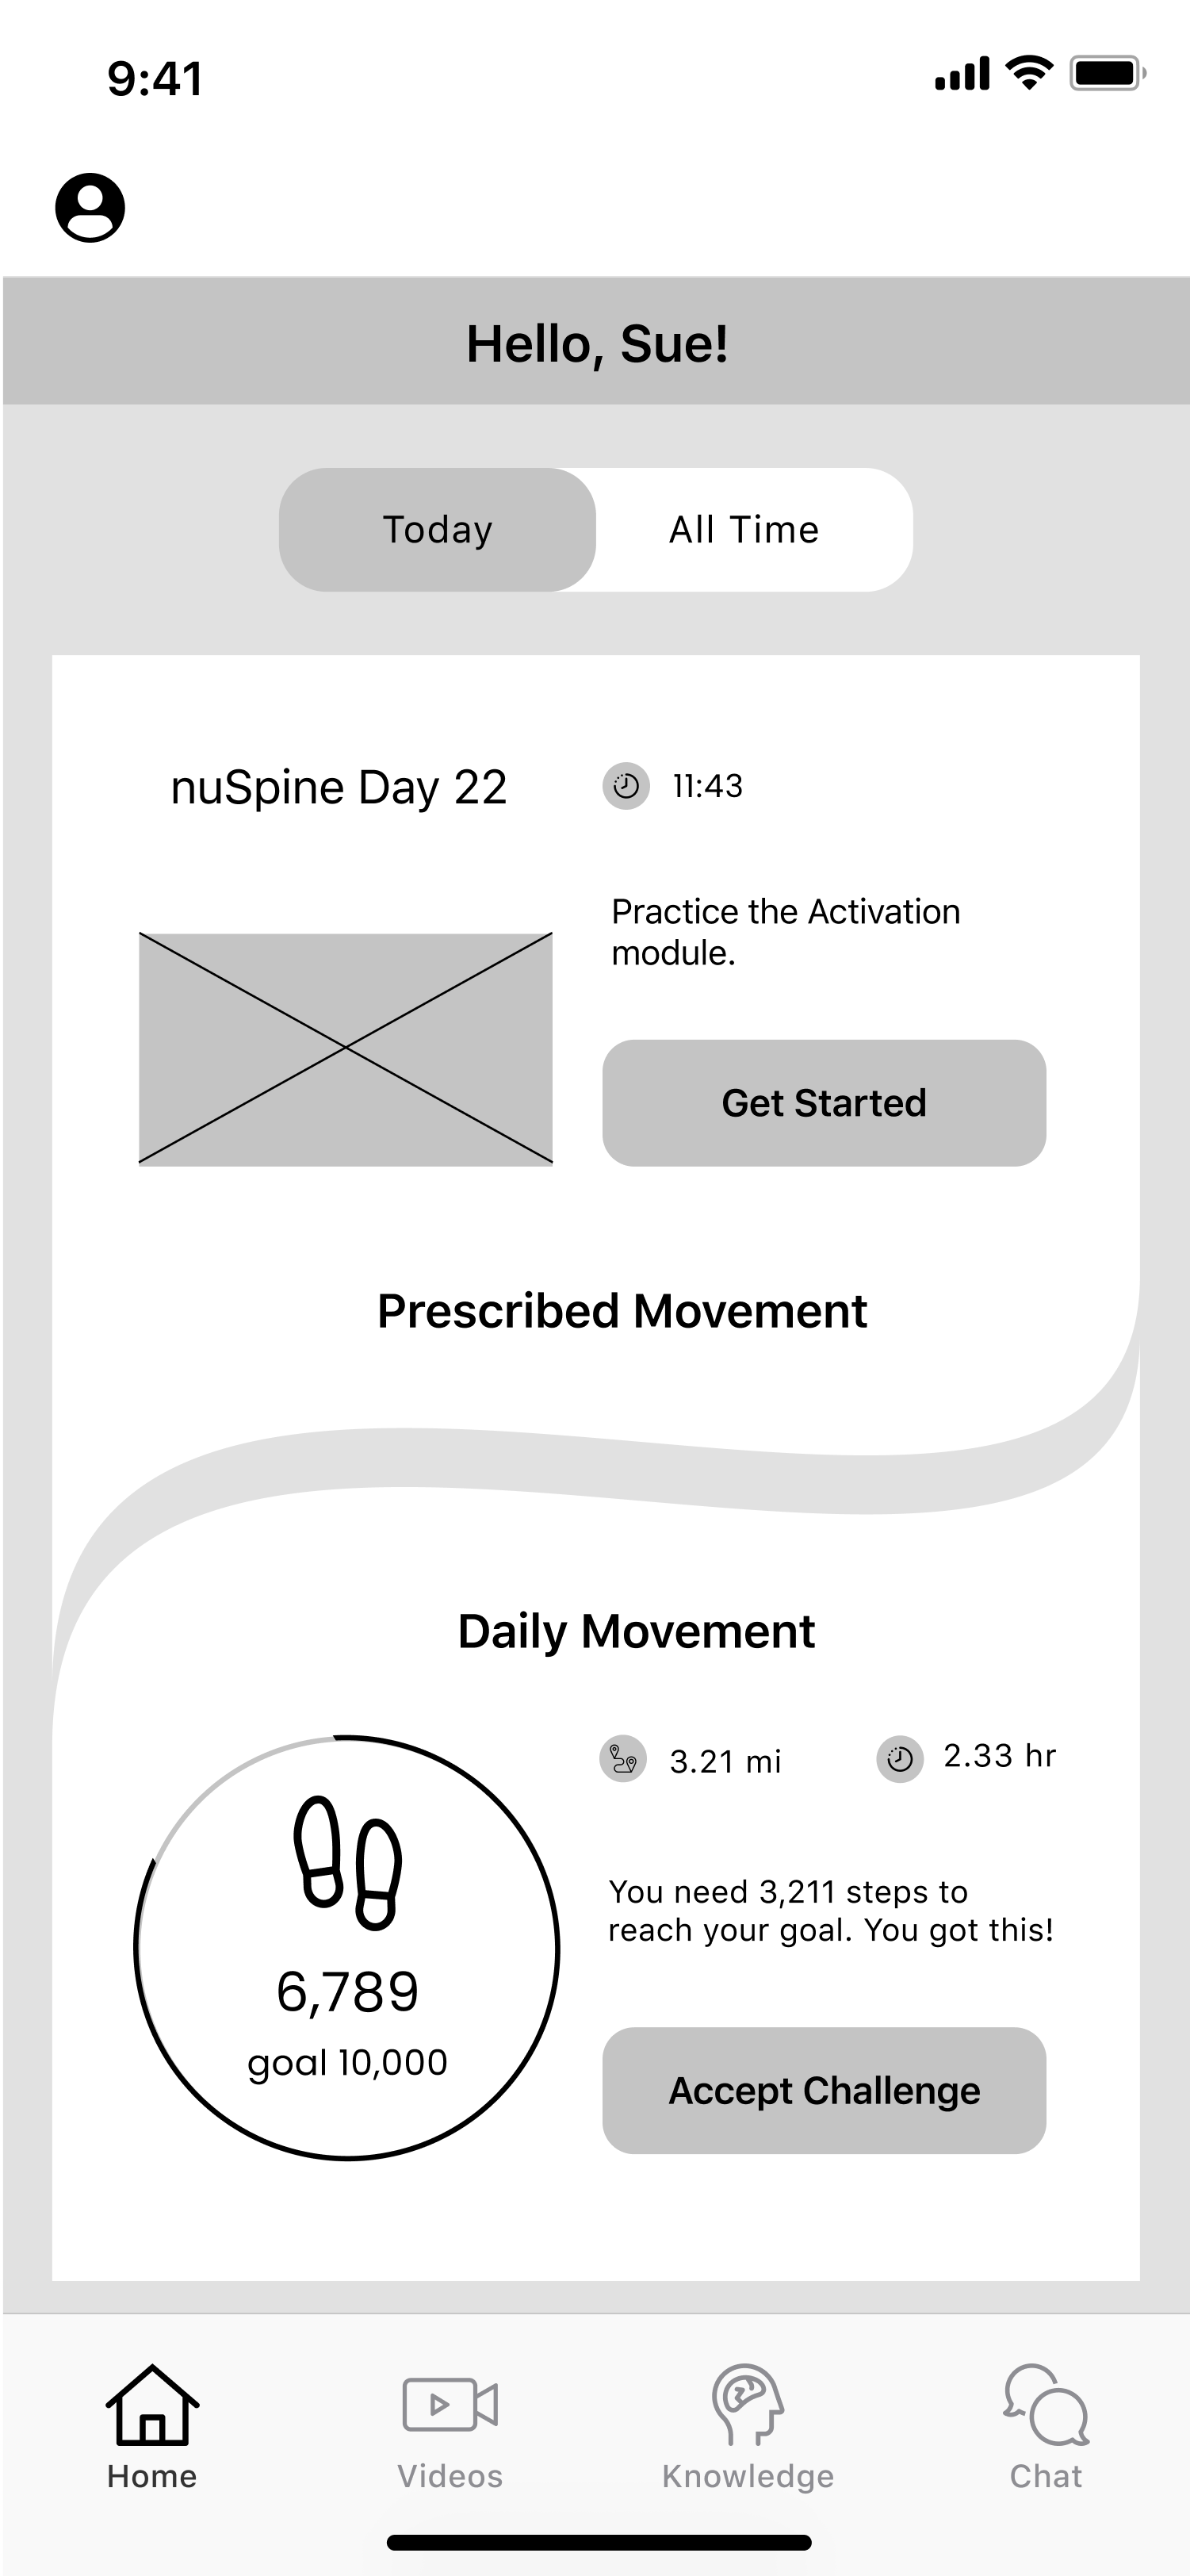 9:41
Hello, Sue!
Today
All Time
nuSpine Day 22
11:43
Practice the Activation
module.
Get Started
Prescribed Movement
Daily Movement
3.21 mi
2.33 hr
6,789
goal 10,000
You need 3,211 steps to
reach your goal. You got this!
Accept Challenge
Home
Videos
Knowledge
Chat